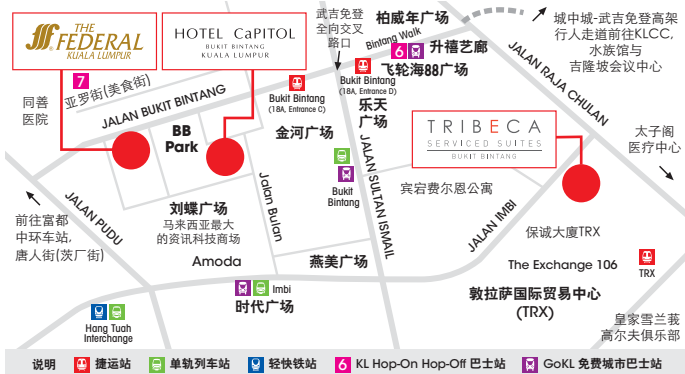 THE
FEDERAL
KUALA LUMPUR
HOTEL CaPITOL
BUKIT BINTANG
KUALA LUMPUR
武吉免登
全向交叉
路口
柏威年广场
Bintang Walk
6 升禧艺廊
飞轮海88广场
城中城-武吉免登高架
行人走道前往KLCC,
水族馆与
吉隆坡会议中心
JALAN RAJA CHULAN
7
亚罗街(美食街)
同善
医院
JALAN BUKIT BINTANG
Bukit Bintang
(18A, Entrance C)
Bukit Bintang
(18A, Entrance D)
乐天
广场
金河广场
BB
Park
TRIBECA
SERVICED SUITES
BUKIT BINTANG
太子阁
医疗中心
Bukit
Bintang
JALAN SULTAN ISMAIL
宾宕费尔恩公寓
JALAN PUDU
前往富都
中环车站,
唐人街(茨厂街)
刘蝶广场
马来西亚最大
的资讯科技商场
Jalan Bulan
JALAN IMBI
保诚大廈TRX
Amoda
燕美广场
The Exchange 106
TRX
Imbi
时代广场
敦拉萨国际贸易中心
(TRX)
Hang Tuah
Interchange
皇家雪兰莪
高尔夫俱乐部
说明 捷运站 单轨列车站 轻快铁站 6 KL Hop-On Hop-Off 巴士站 GoKL 免费城市巴士站